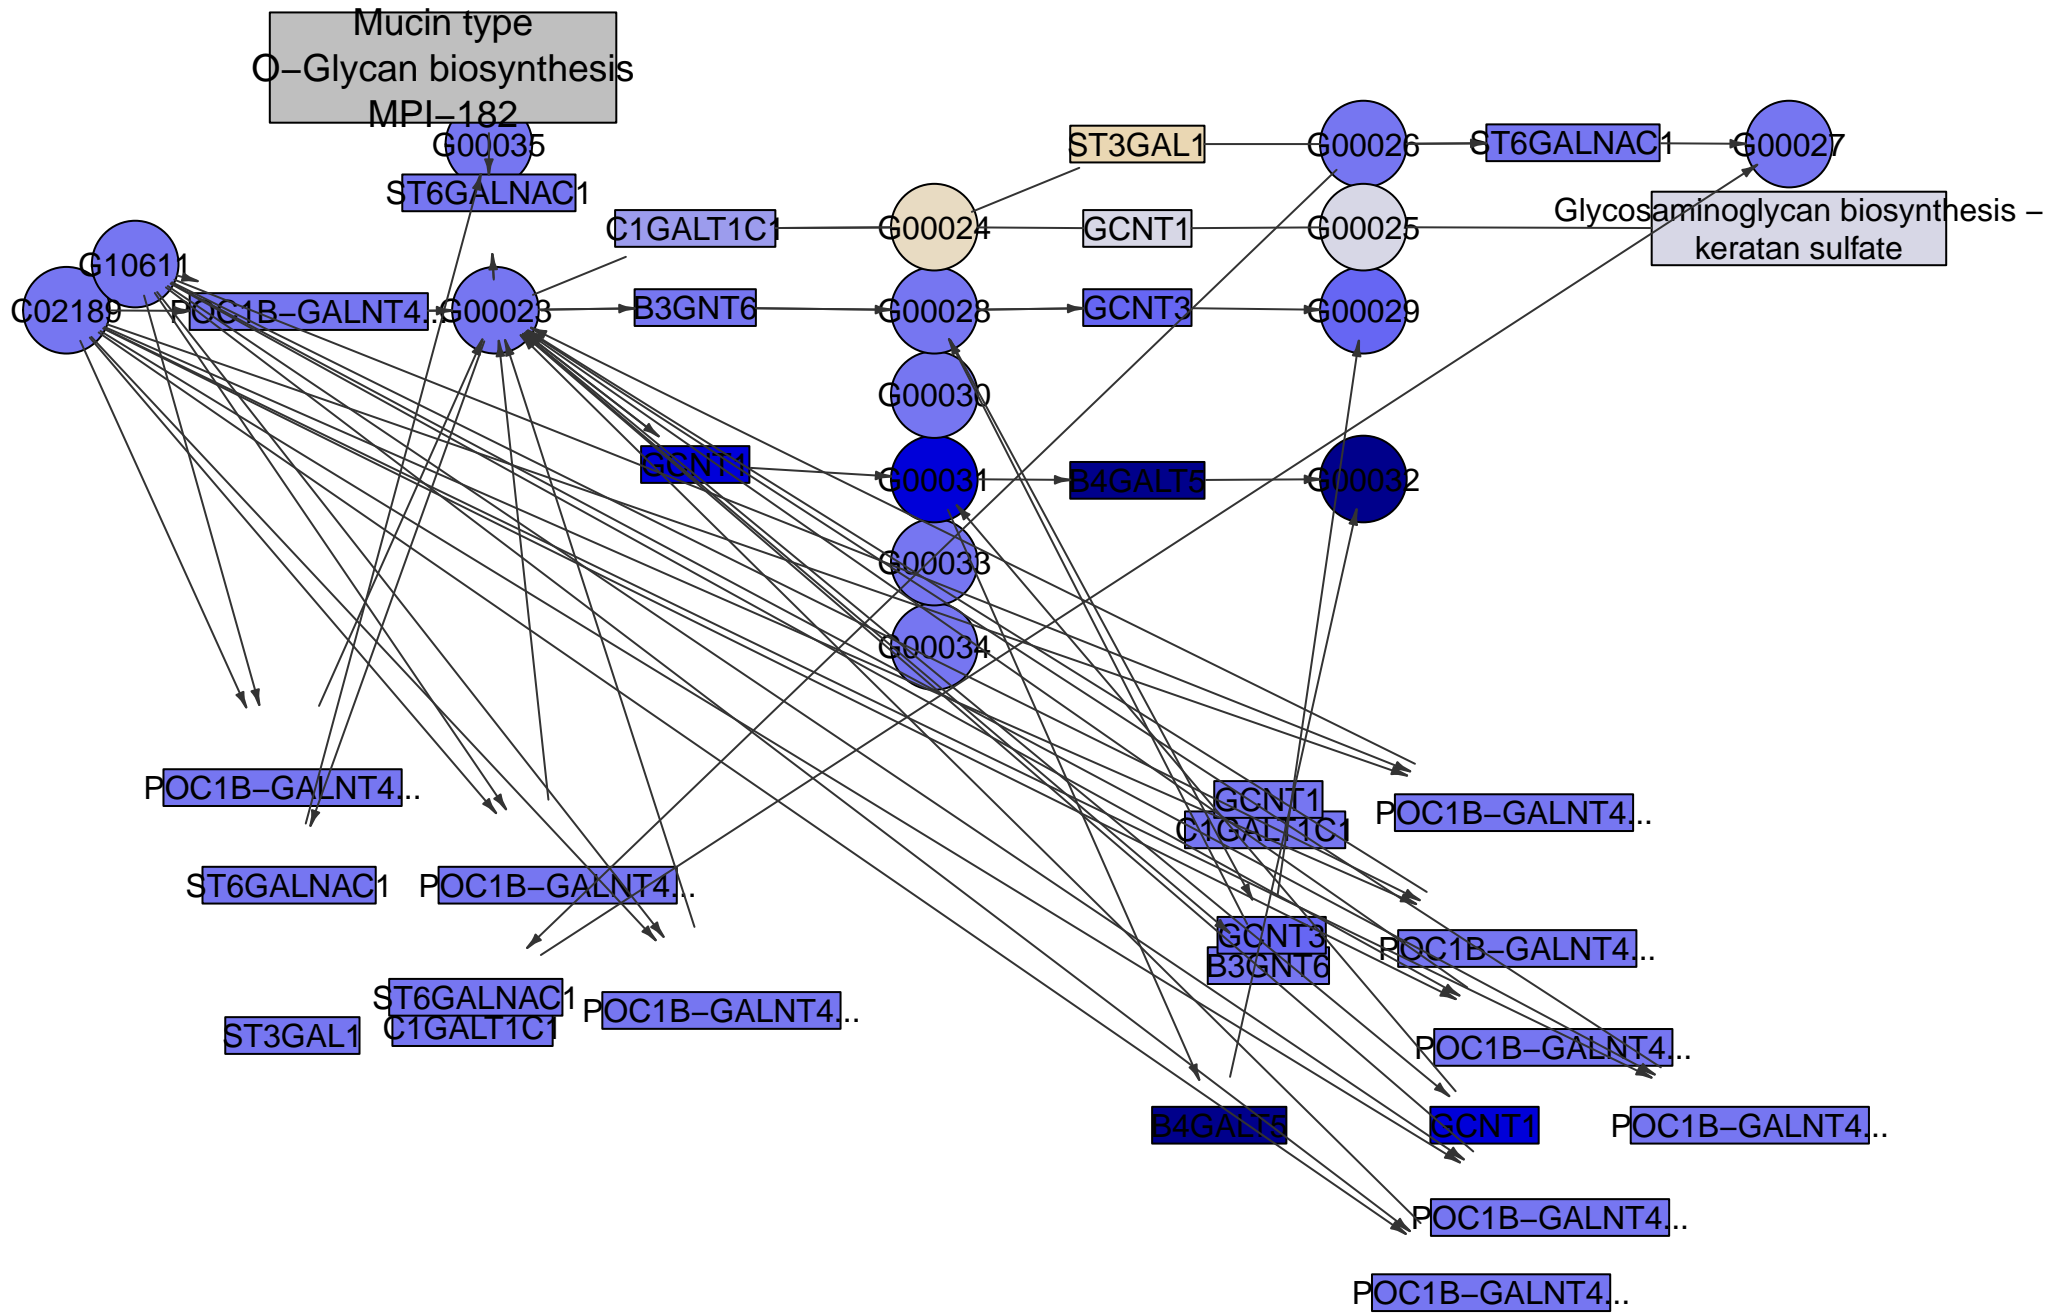 Mucin type
O−Glycan biosynthesis
MPI−182
G00035
ST6GALNAC1
ST3GAL1
G00026
ST6GALNAC1
G00027
C1GALT1C1
G00024
GCNT1
G00025
Glycosaminoglycan biosynthesis −
keratan sulfate
G10611
C02189
POC1B−GALNT4...
G00023
B3GNT6
G00028
GCNT3
G00029
G00030
GCNT1
G00031
B4GALT5
G00032
G00033
G00034
POC1B−GALNT4...
GCNT1
POC1B−GALNT4...
C1GALT1C1
ST6GALNAC1
POC1B−GALNT4...
GCNT3
POC1B−GALNT4...
B3GNT6
ST6GALNAC1
POC1B−GALNT4...
ST3GAL1
C1GALT1C1
POC1B−GALNT4...
B4GALT5
GCNT1
POC1B−GALNT4...
POC1B−GALNT4...
POC1B−GALNT4...